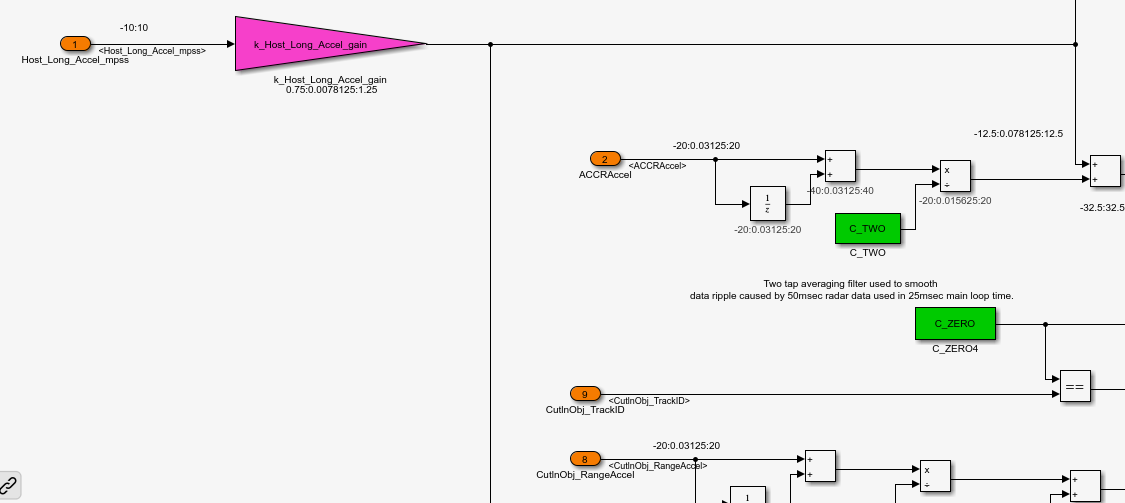 -10:10
1
<Host_Long_Accel_mpss>
Host_Long_Accel_mpss
k_Host_Long_Accel_gain
k_Host_Long_Accel_gain
0.75:0.0078125:1.25
-12.5:0.078125:12.5
-20:0.03125:20
2
<ACCRAccel>
ACCRAccel
+
+
-40:0.03125:40
x
÷
-20:0.015625:20
+
+
-32.5:32.5
1
z
-20:0.03125:20
C_TWO
C_TWO
Two tap averaging filter used to smooth
data ripple caused by 50msec radar data used in 25msec main loop time.
C_ZERO
C_ZERO4
==
9
<CutInObj_TrackID>
CutInObj_TrackID
-20:0.03125:20
8
<CutInObj_RangeAccel>
CutInObj_RangeAccel
+
+
x
÷
+
+
1